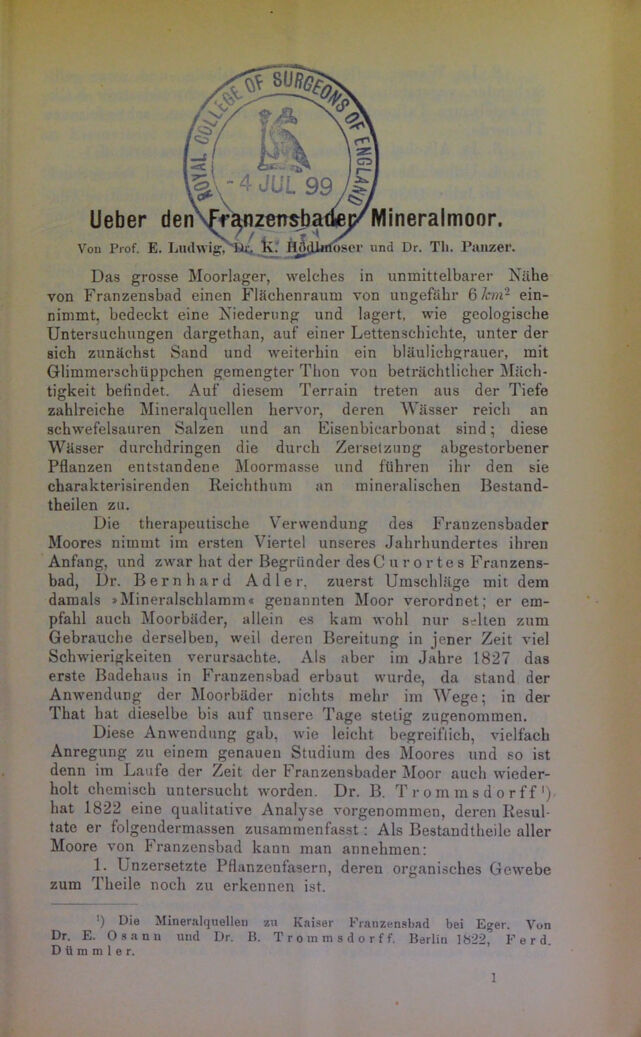 ROYAL COLLEGE OF SURGEONS OF ENGLAND
-4 JUL 99
Ueber den Franzensbader Mineralmoor.
Von Prof. E. Ludwig, Dr. K. Hödlmoser und Dr. Th. Panzer.
Das grosse Moorlager, welches in unmittelbarer Nähe
von Franzensbad einen Flächenraum von ungefähr 6 km² ein-
nimmt, bedeckt eine Niederung und lagert, wie geologische
Untersuchungen dargethan, auf einer Lettenschichte, unter der
sich zunächst Sand und weiterhin ein bläulichgrauer, mit
Glimmerschüppchen gemengter Thon von beträchtlicher Mäch-
tigkeit befindet. Auf diesem Terrain treten aus der Tiefe
zahlreiche Mineralquellen hervor, deren Wässer reich an
schwefelsauren Salzen und an Eisenbicarbonat sind; diese
Wässer durchdringen die durch Zersetzung abgestorbener
Pflanzen entstandene Moormasse und führen ihr den sie
charakterisirenden Reichthum an mineralischen Bestand-
theilen zu.
Die therapeutische Verwendung des Franzensbader
Moores nimmt im ersten Viertel unseres Jahrhundertes ihren
Anfang, und zwar hat der Begründer des Curortes Franzens-
bad, Dr. Bernhard Adler, zuerst Umschläge mit dem
damals »Mineralschlamm« genannten Moor verordnet; er em-
pfahl auch Moorbäder, allein es kam wohl nur selten zum
Gebrauche derselben, weil deren Bereitung in jener Zeit viel
Schwierigkeiten verursachte. Als aber im Jahre 1827 das
erste Badehaus in Franzensbad erbaut wurde, da stand der
Anwendung der Moorbäder nichts mehr im Wege; in der
That hat dieselbe bis auf unsere Tage stetig zugenommen.
Diese Anwendung gab, wie leicht begreiflich, vielfach
Anregung zu einem genauen Studium des Moores und so ist
denn im Laufe der Zeit der Franzensbader Moor auch wieder-
holt chemisch untersucht worden. Dr. B. Trommsdorff¹)
hat 1822 eine qualitative Analyse vorgenommen, deren Resul-
tate er folgendermassen zusammenfasst: Als Bestandtheile aller
Moore von Franzensbad kann man annehmen:
1. Unzersetzte Pflanzenfasern, deren organisches Gewebe
zum Theile noch zu erkennen ist.
¹) Die Mineralquellen zu Kaiser Franzensbad bei Eger. Von
Dr. E. Osann und Dr. B. Trommsdorff. Berlin 1822, Ferd.
Dümmler.
1